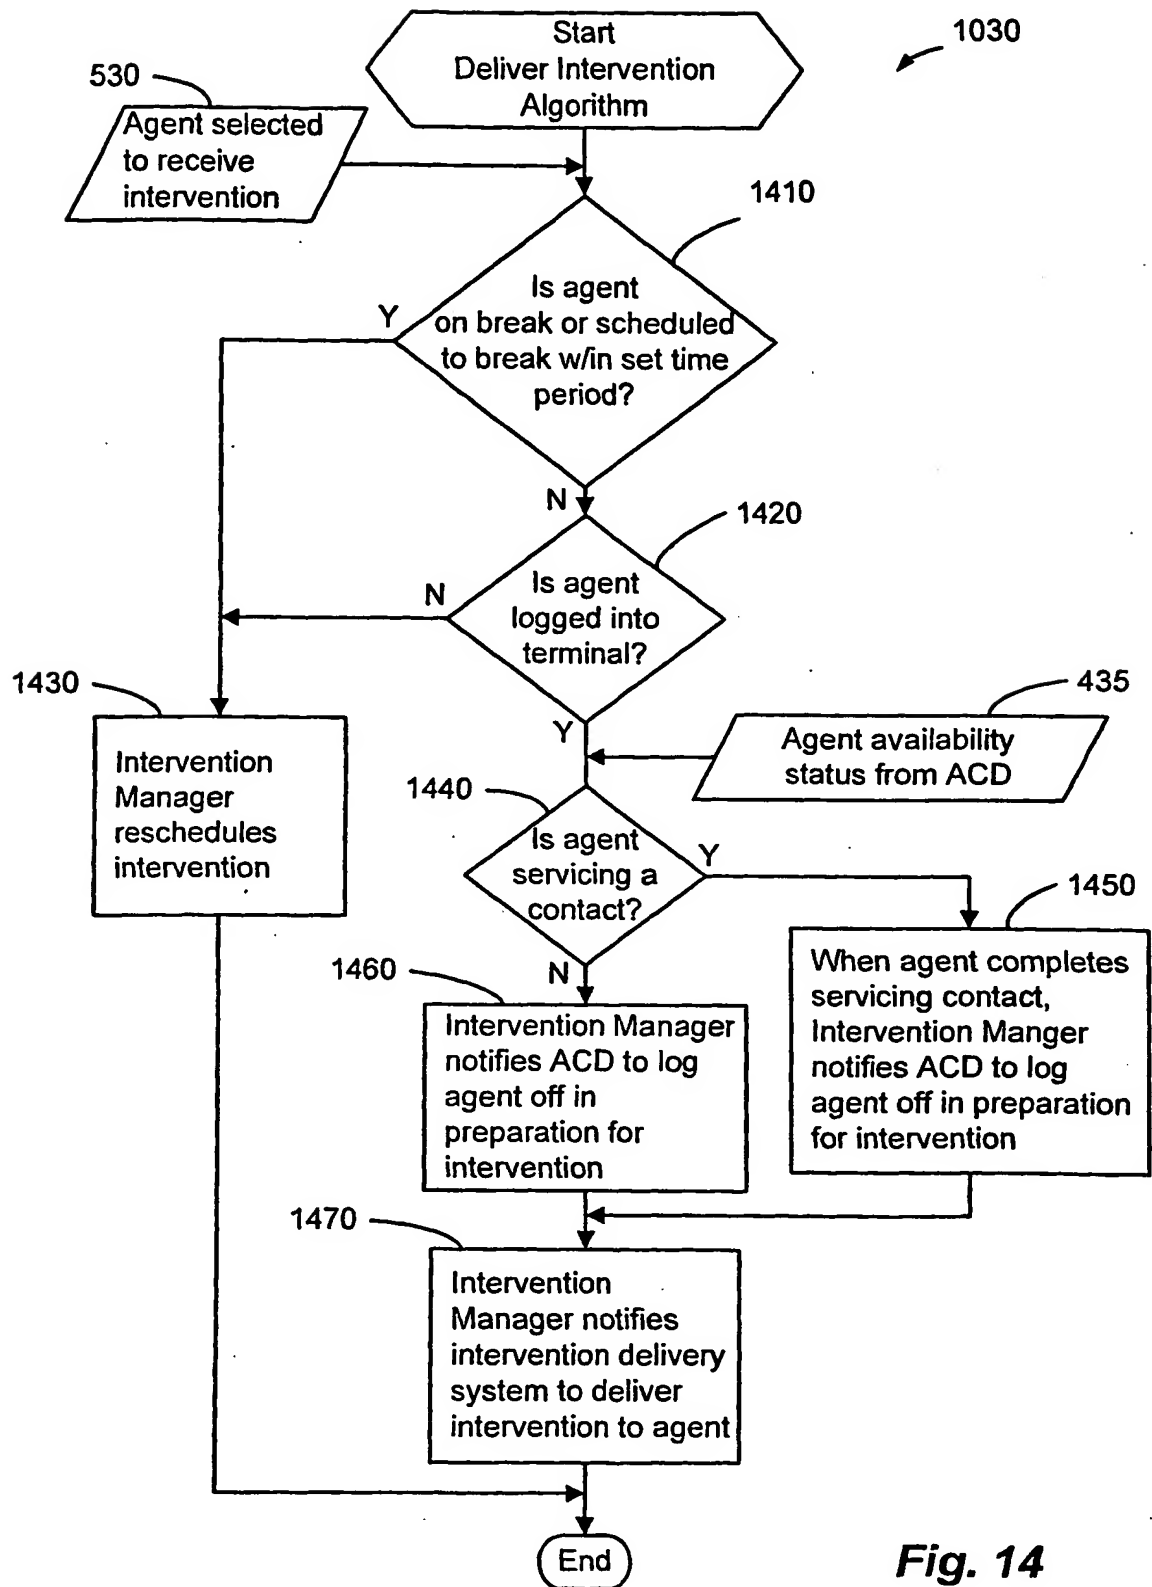 Start
Deliver Intervention
Algorithm
1030
530
Agent selected
to receive
intervention
1410
Is agent
on break or scheduled
to break w/in set time
period?
Y
N
1420
Is agent
logged into
terminal?
N
Y
435
Agent availability
status from ACD
1430
Intervention
Manager
reschedules
intervention
1440
Is agent
servicing a
contact?
Y
N
1450
When agent completes
servicing contact,
Intervention Manger
notifies ACD to log
agent off in preparation
for intervention
1460
Intervention Manager
notifies ACD to log
agent off in
preparation for
intervention
1470
Intervention
Manager notifies
intervention delivery
system to deliver
intervention to agent
End
Fig. 14